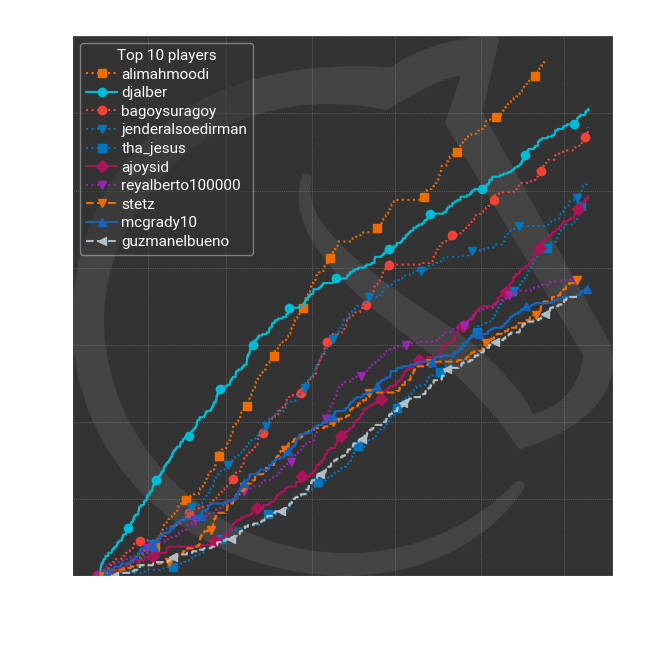 Top 10 players
alimahmoodi
djalber
bagoysuragoy
jenderalsoedirman
tha_jesus
ajoysid
reyalberto100000
stetz
mcgrady10
guzmanelbueno